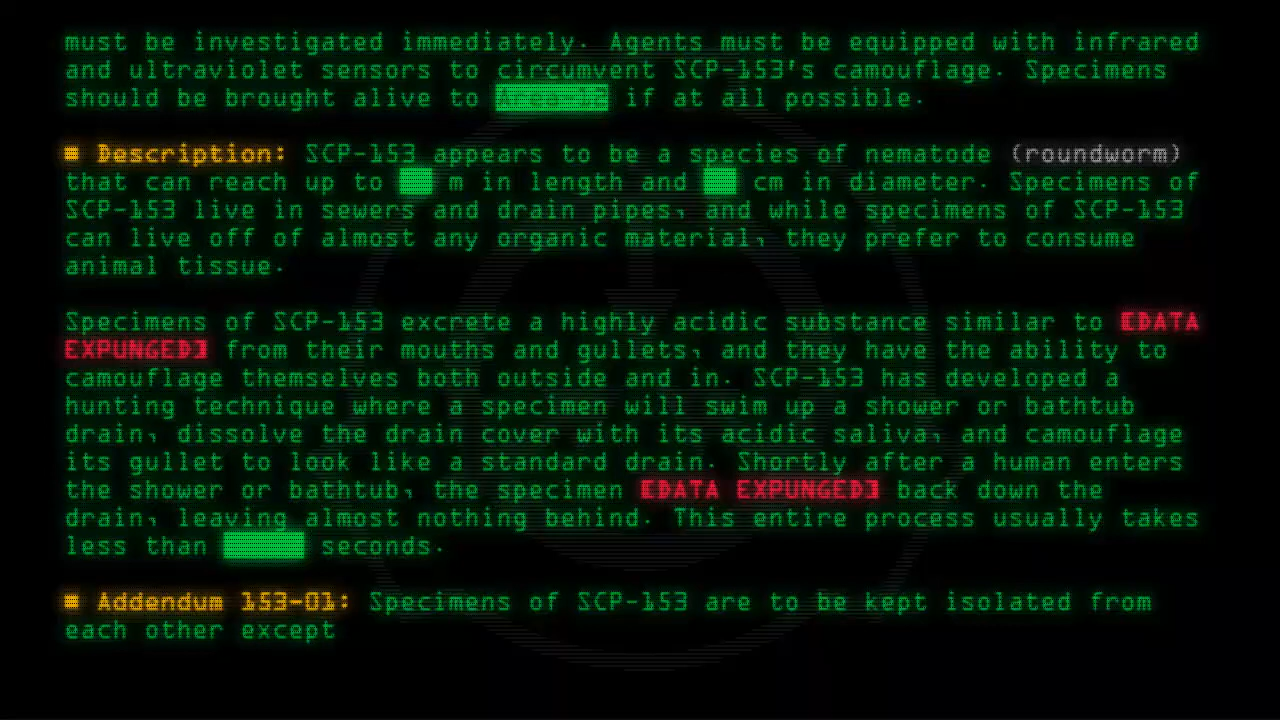 must be investigated immediately. Agents must be equipped with infrared
and ultraviolet sensors to circumvent SCP-153's camouflage. Specimens
should be brought alive to if at all possible.
■ Description: SCP-153 appears to be a species of nematode (roundworm)
that can reach up to ██ m in length and ██ cm in diameter. Specimens of
SCP-153 live in sewers and drain pipes, and while specimens of SCP-153
can live off of almost any organic material, they prefer to consume
animal tissue.
Specimens of SCP-153 excrete a highly acidic substance similar to [DATA
EXPUNGED] from their mouths and gullets, and they have the ability to
camouflage themselves both outside and in. SCP-153 has developed a
hunting technique where a specimen will swim up a shower or bathtub
drain, dissolve the drain cover with its acidic saliva, and camouflage
its gullet to look like a standard drain. Shortly after a human enters
the shower or bathtub, the specimen [DATA EXPUNGED] back down the
drain, leaving almost nothing behind. This entire process usually takes
less than █████ seconds.
■ Addendum 153-01: Specimens of SCP-153 are to be kept isolated from
each other except